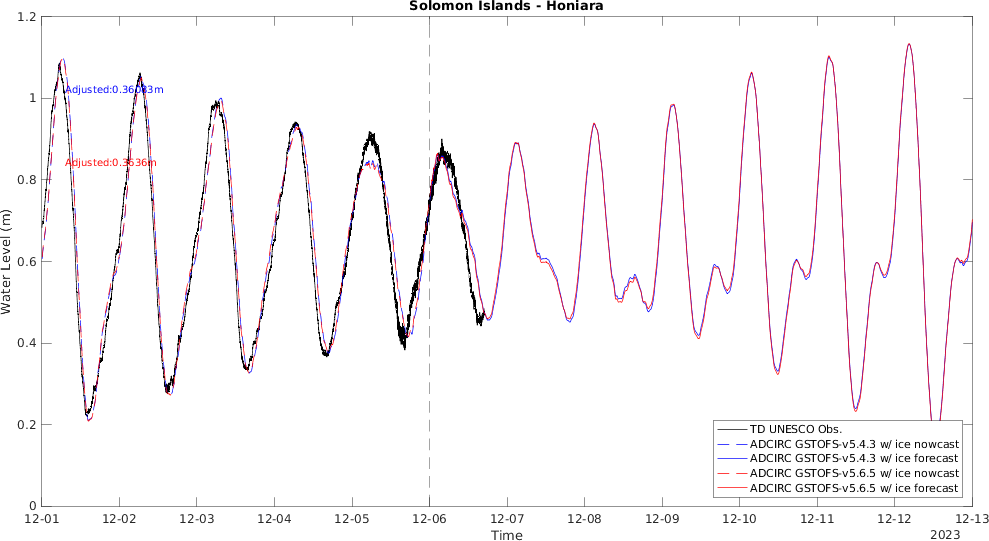 Solomon Islands - Honiara
1.2
1
0.8
0.6
0.4
0.2
0
Water Level (m)
Adjusted:0.36083m
Adjusted:0.3536m
TD UNESCO Obs.
ADCIRC GSTOFS-v5.4.3 w/ ice nowcast
ADCIRC GSTOFS-v5.4.3 w/ ice forecast
ADCIRC GSTOFS-v5.6.5 w/ ice nowcast
ADCIRC GSTOFS-v5.6.5 w/ ice forecast
12-01 12-02 12-03 12-04 12-05 12-06 12-07 12-08 12-09 12-10 12-11 12-12 12-13
Time
2023